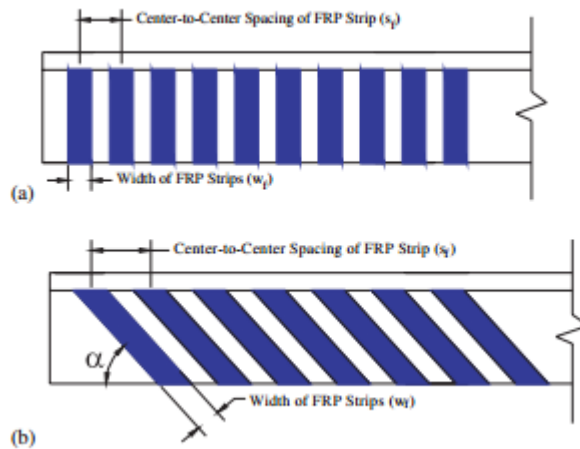 Center-to-Center Spacing of FRP Strip (sf)
Width of FRP Strips (wf)
(a)
Center-to-Center Spacing of FRP Strip (sf)
α
Width of FRP Strips (wf)
(b)